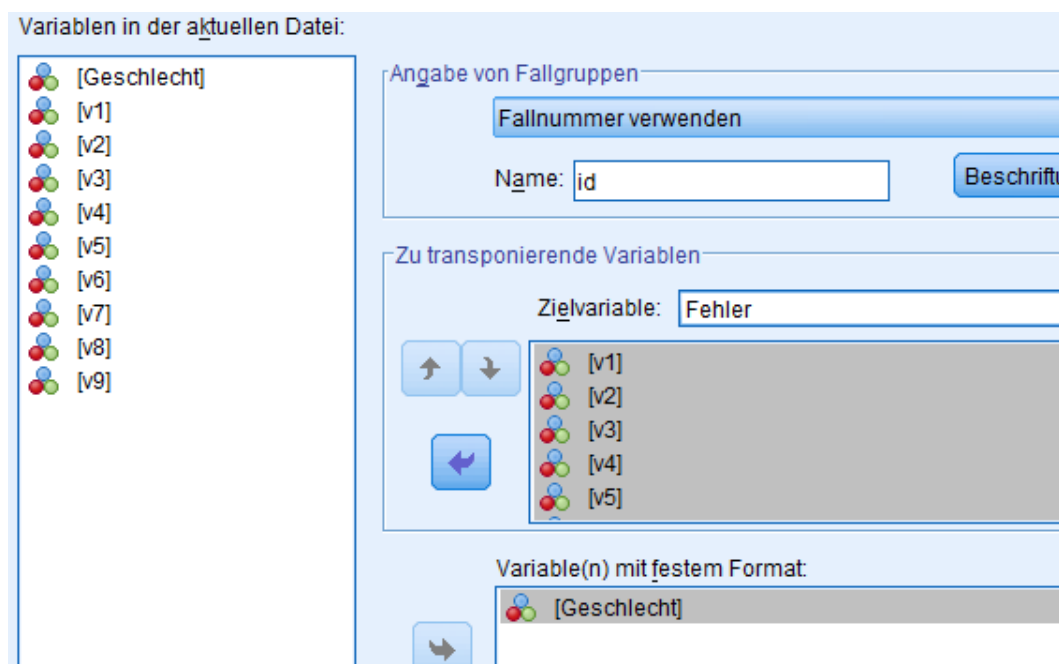 Variablen in der aktuellen Datei:
[Geschlecht]
[v1]
[v2]
[v3]
[v4]
[v5]
[v6]
[v7]
[v8]
[v9]
Angabe von Fallgruppen
Fallnummer verwenden
Name: id
Beschriftu
Zu transponierende Variablen
Zielvariable: Fehler
[v1]
[v2]
[v3]
[v4]
[v5]
Variable(n) mit festem Format:
[Geschlecht]